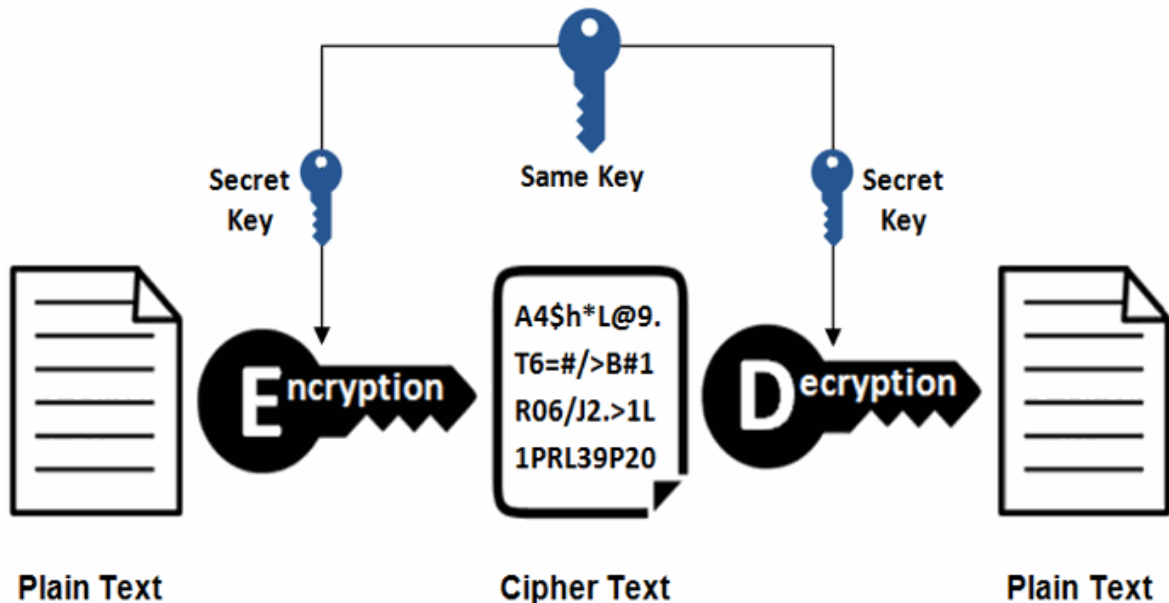 Same Key
Secret
Key
Secret
Key
Encryption
A4$h*L@9.
T6=#/>B#1
R06/J2.>1L
1PRL39P20
Decryption
Plain Text
Cipher Text
Plain Text